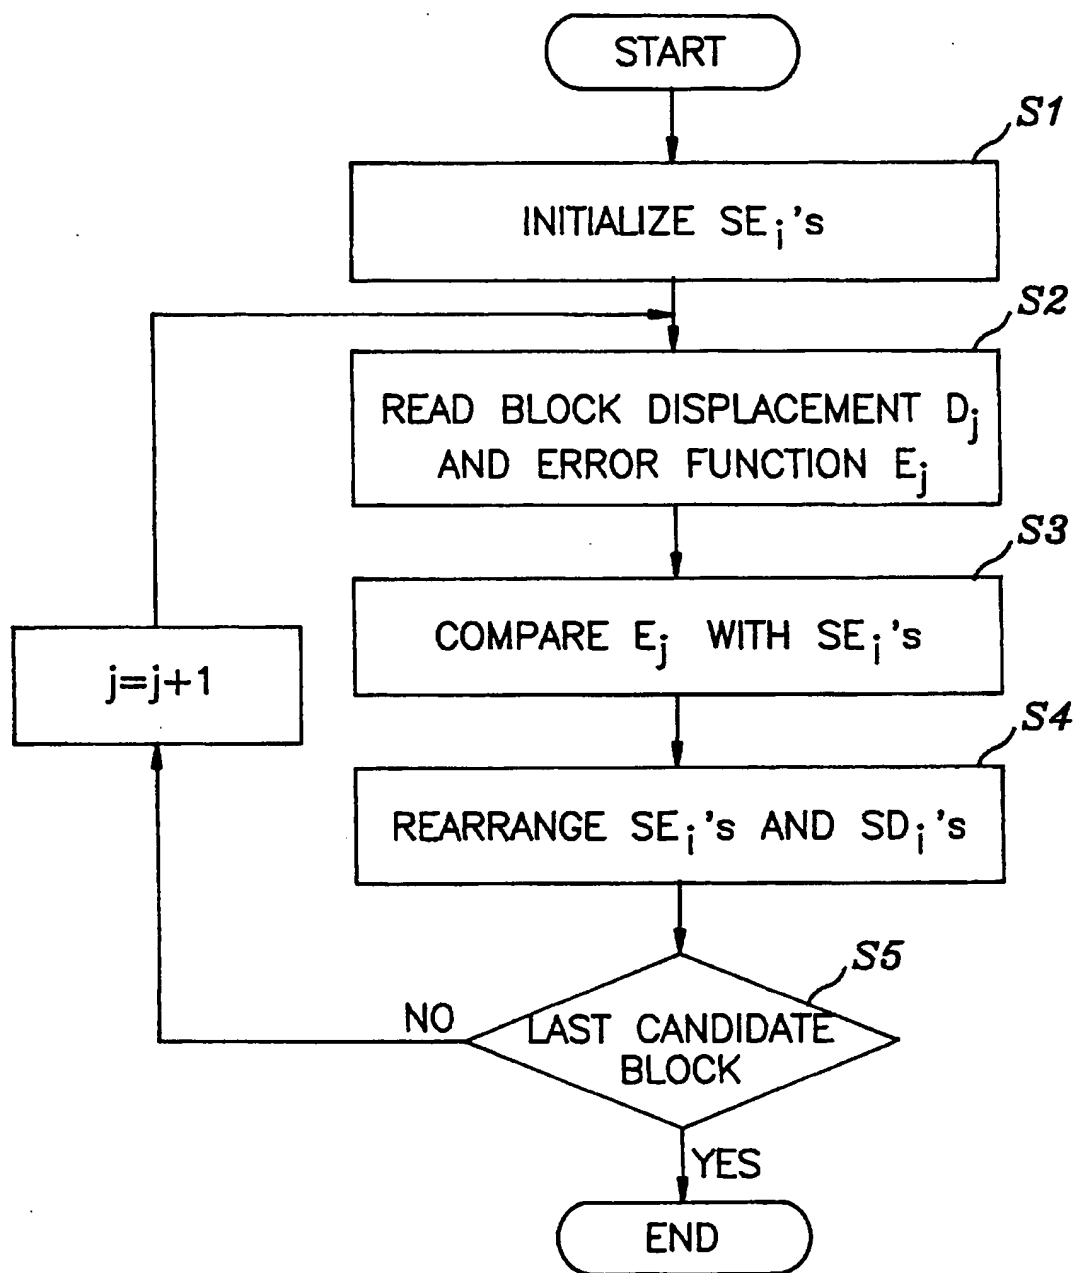 START
S1
INITIALIZE SEi's
S2
READ BLOCK DISPLACEMENT Dj
AND ERROR FUNCTION Ej
S3
COMPARE Ej WITH SEi's
j=j+1
S4
REARRANGE SEi's AND SDi's
S5
NO
LAST CANDIDATE
BLOCK
YES
END